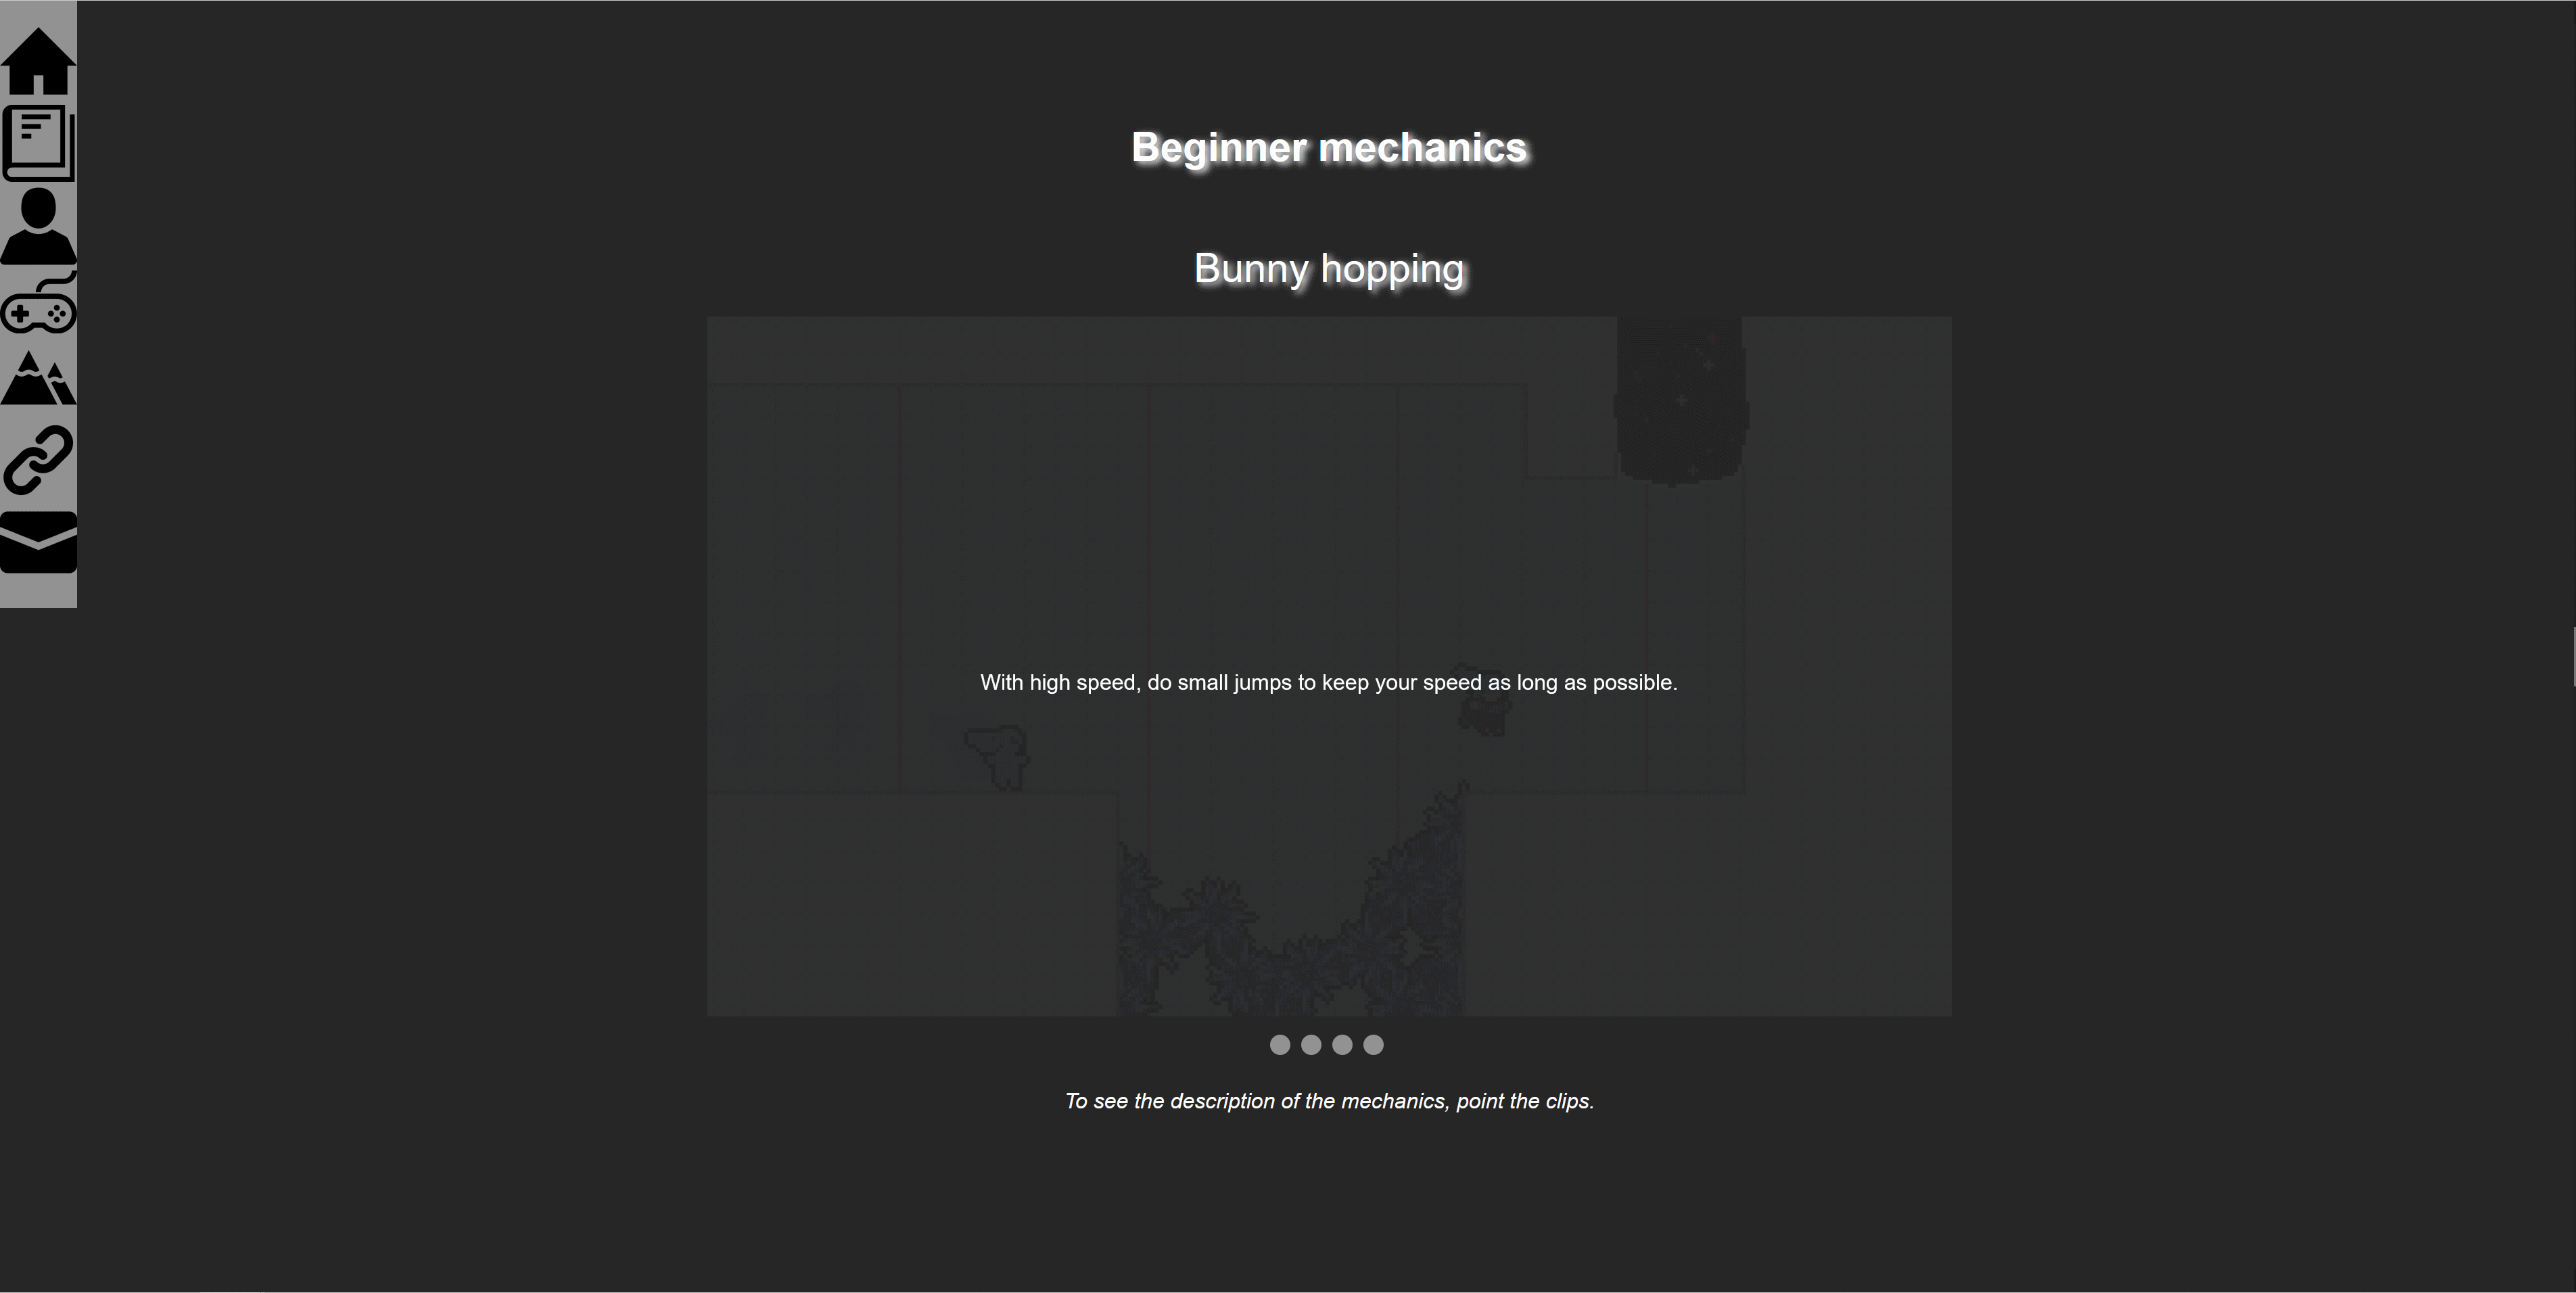 Beginner mechanics
Bunny hopping
With high speed, do small jumps to keep your speed as long as possible.
To see the description of the mechanics, point the clips.